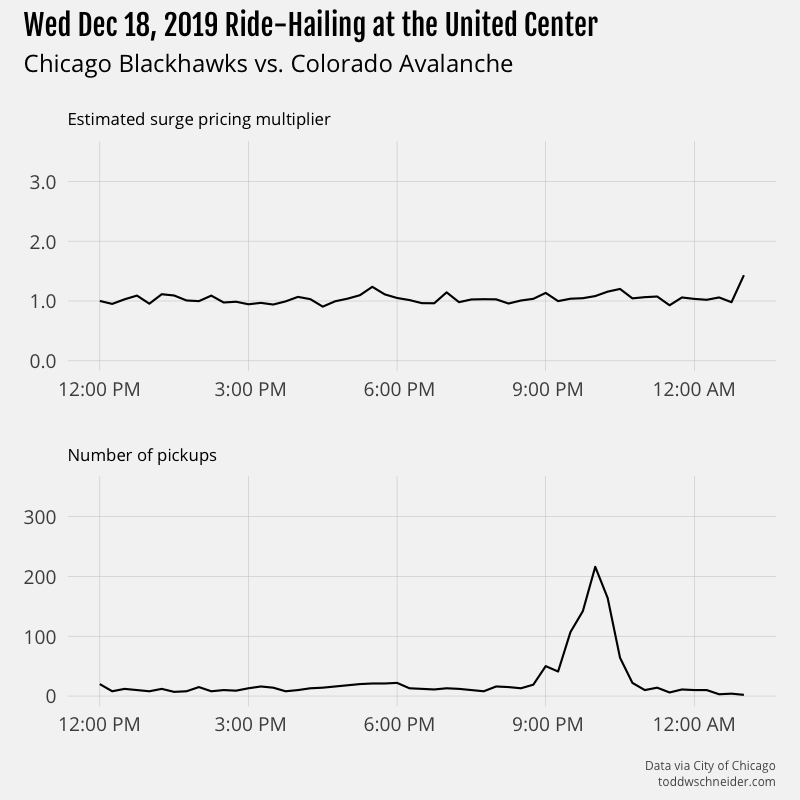 Wed Dec 18, 2019 Ride-Hailing at the United Center
Chicago Blackhawks vs. Colorado Avalanche
Estimated surge pricing multiplier
3.0
2.0
1.0
0.0
12:00 PM 3:00 PM 6:00 PM 9:00 PM 12:00 AM
Number of pickups
300
200
100
0
12:00 PM 3:00 PM 6:00 PM 9:00 PM 12:00 AM
Data via City of Chicago
toddwschneider.com